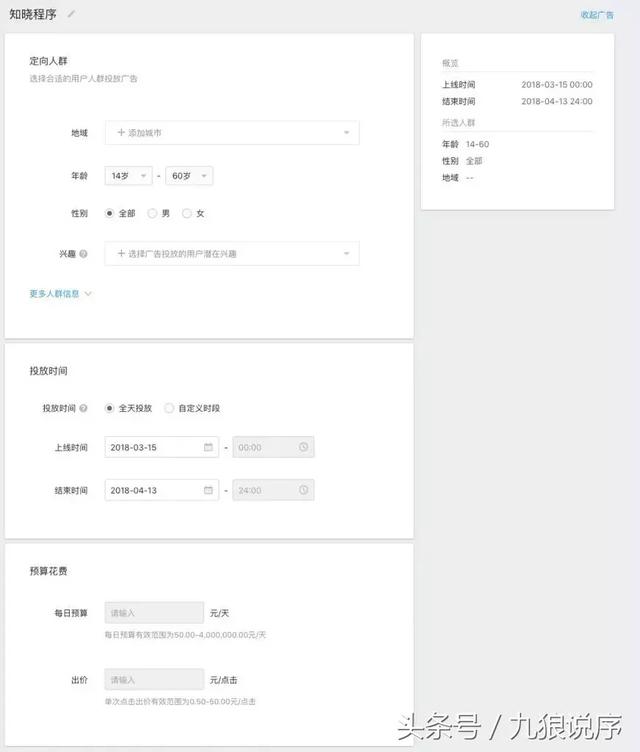 知晓程序
收起广告
定向人群
选择合适的用户人群投放广告
地域 + 添加城市
年龄 14岁 - 60岁
性别 全部 男 女
兴趣 ? + 选择广告投放的用户潜在兴趣
更多人群信息
概览
上线时间 2018-03-15 00:00
结束时间 2018-04-13 24:00
所选人群
年龄 14-60
性别 全部
地域 --
投放时间
投放时间 ? 全天投放 自定义时段
上线时间 2018-03-15 - 00:00
结束时间 2018-04-13 - 24:00
预算花费
每日预算 请输入 元/天
每日预算有效范围为50.00-4,000,000.00元/天
出价 请输入 元/点击
单次点击出价有效范围为0.50-50.00元/点击
头条号 / 九狼说序